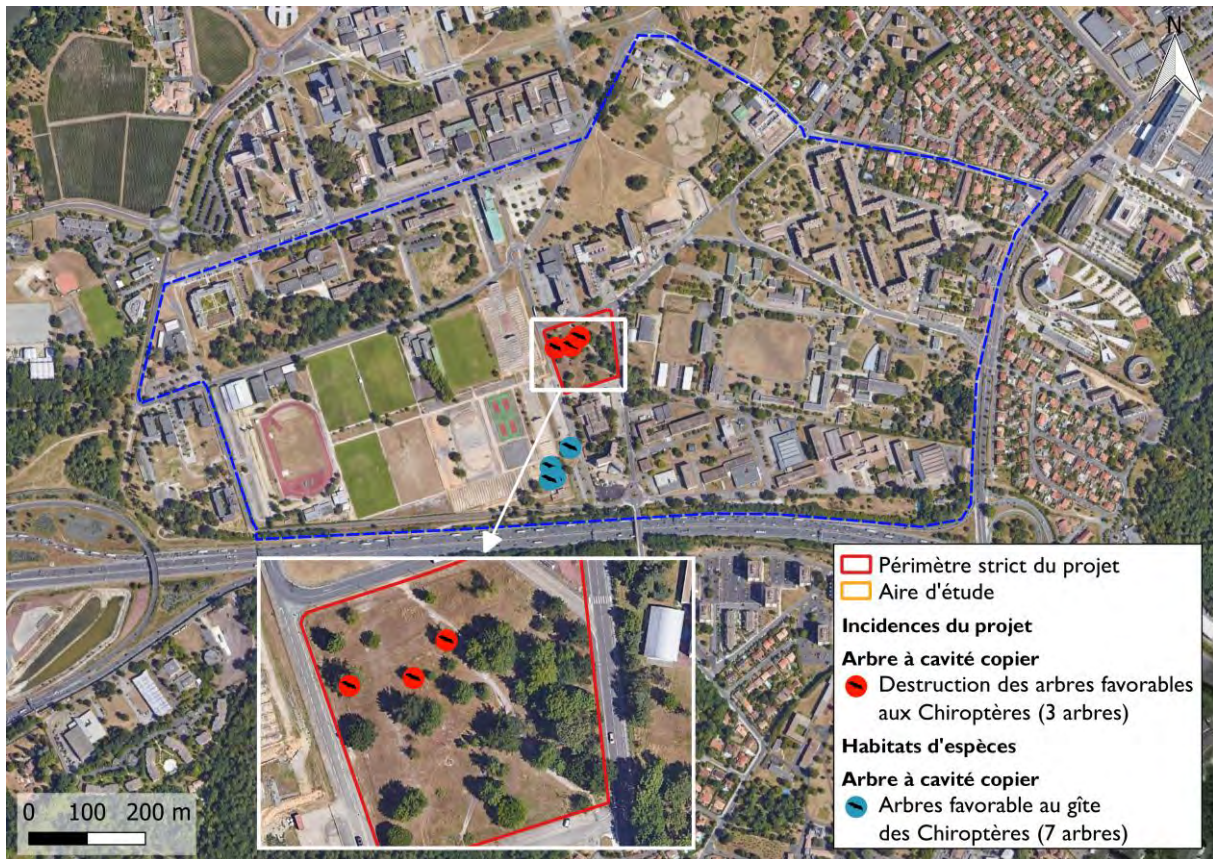 N
Périmètre strict du projet
Aire d'étude
Incidences du projet
Arbre à cavité copier
Destruction des arbres favorables
aux Chiroptères (3 arbres)
Habitats d'espèces
Arbre à cavité copier
Arbres favorable au gîte
des Chiroptères (7 arbres)
0 100 200 m